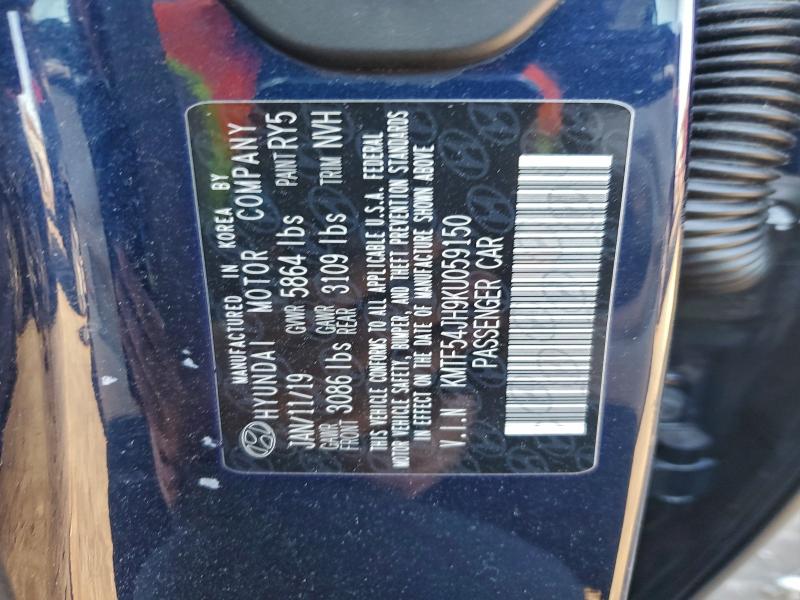 MANUFACTURED IN KOREA BY
HYUNDAI MOTOR COMPANY
JAN/11/19 GVWR 5864 lbs PAINT RY5
GAWR FRONT 3086 lbs GAWR REAR 3109 lbs TRIM NVH
THIS VEHICLE CONFORMS TO ALL APPLICABLE U.S.A. FEDERAL
MOTOR VEHICLE SAFETY, BUMPER, AND THEFT PREVENTION STANDARDS
IN EFFECT ON THE DATE OF MANUFACTURE SHOWN ABOVE
V.I.N KMTF54JH9KU059150
PASSENGER CAR